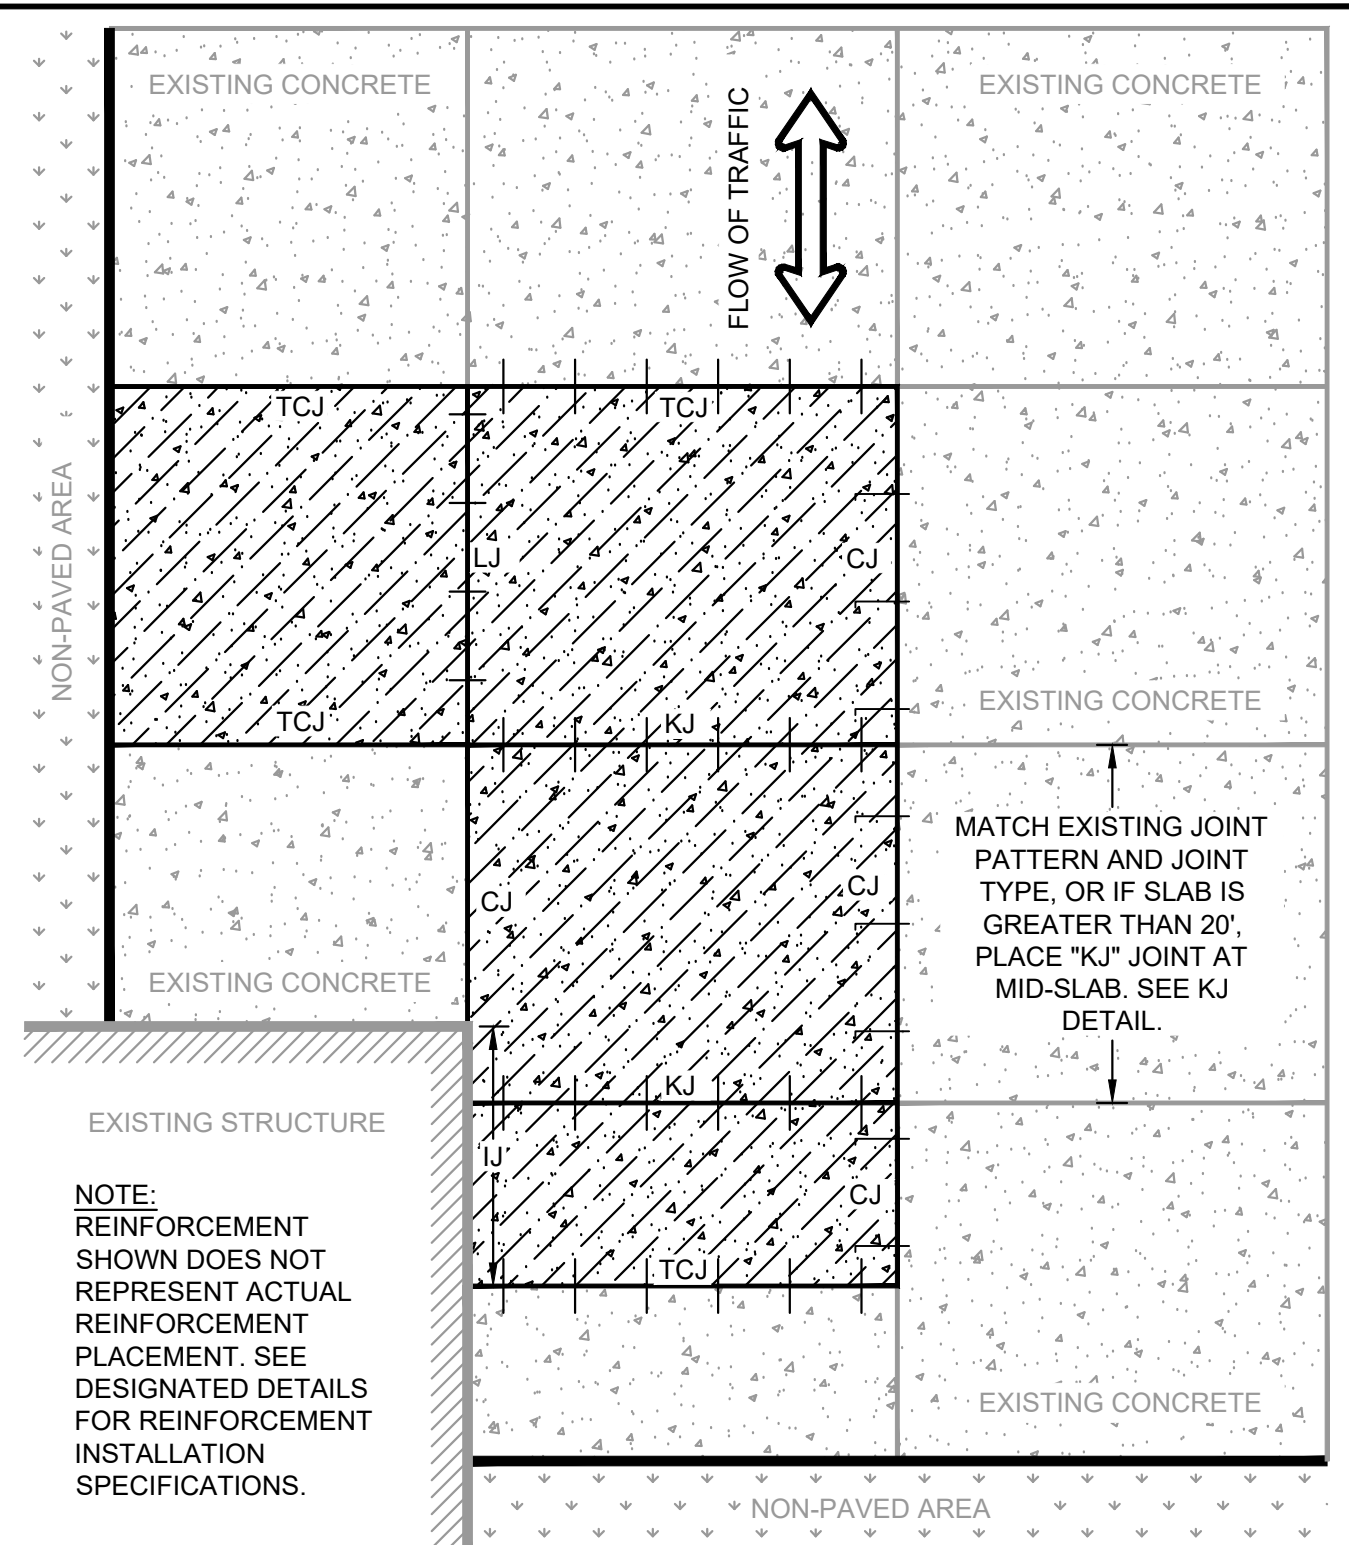 EXISTING CONCRETE
EXISTING CONCRETE
FLOW OF TRAFFIC
TCJ
TCJ
NON-PAVED AREA
LJ
CJ
EXISTING CONCRETE
TCJ
KJ
MATCH EXISTING JOINT
PATTERN AND JOINT
TYPE, OR IF SLAB IS
GREATER THAN 20',
PLACE "KJ" JOINT AT
MID-SLAB. SEE KJ
DETAIL.
CJ
CJ
EXISTING CONCRETE
KJ
EXISTING STRUCTURE
IJ
CJ
NOTE:
REINFORCEMENT
SHOWN DOES NOT
REPRESENT ACTUAL
REINFORCEMENT
PLACEMENT. SEE
DESIGNATED DETAILS
FOR REINFORCEMENT
INSTALLATION
SPECIFICATIONS.
TCJ
EXISTING CONCRETE
NON-PAVED AREA